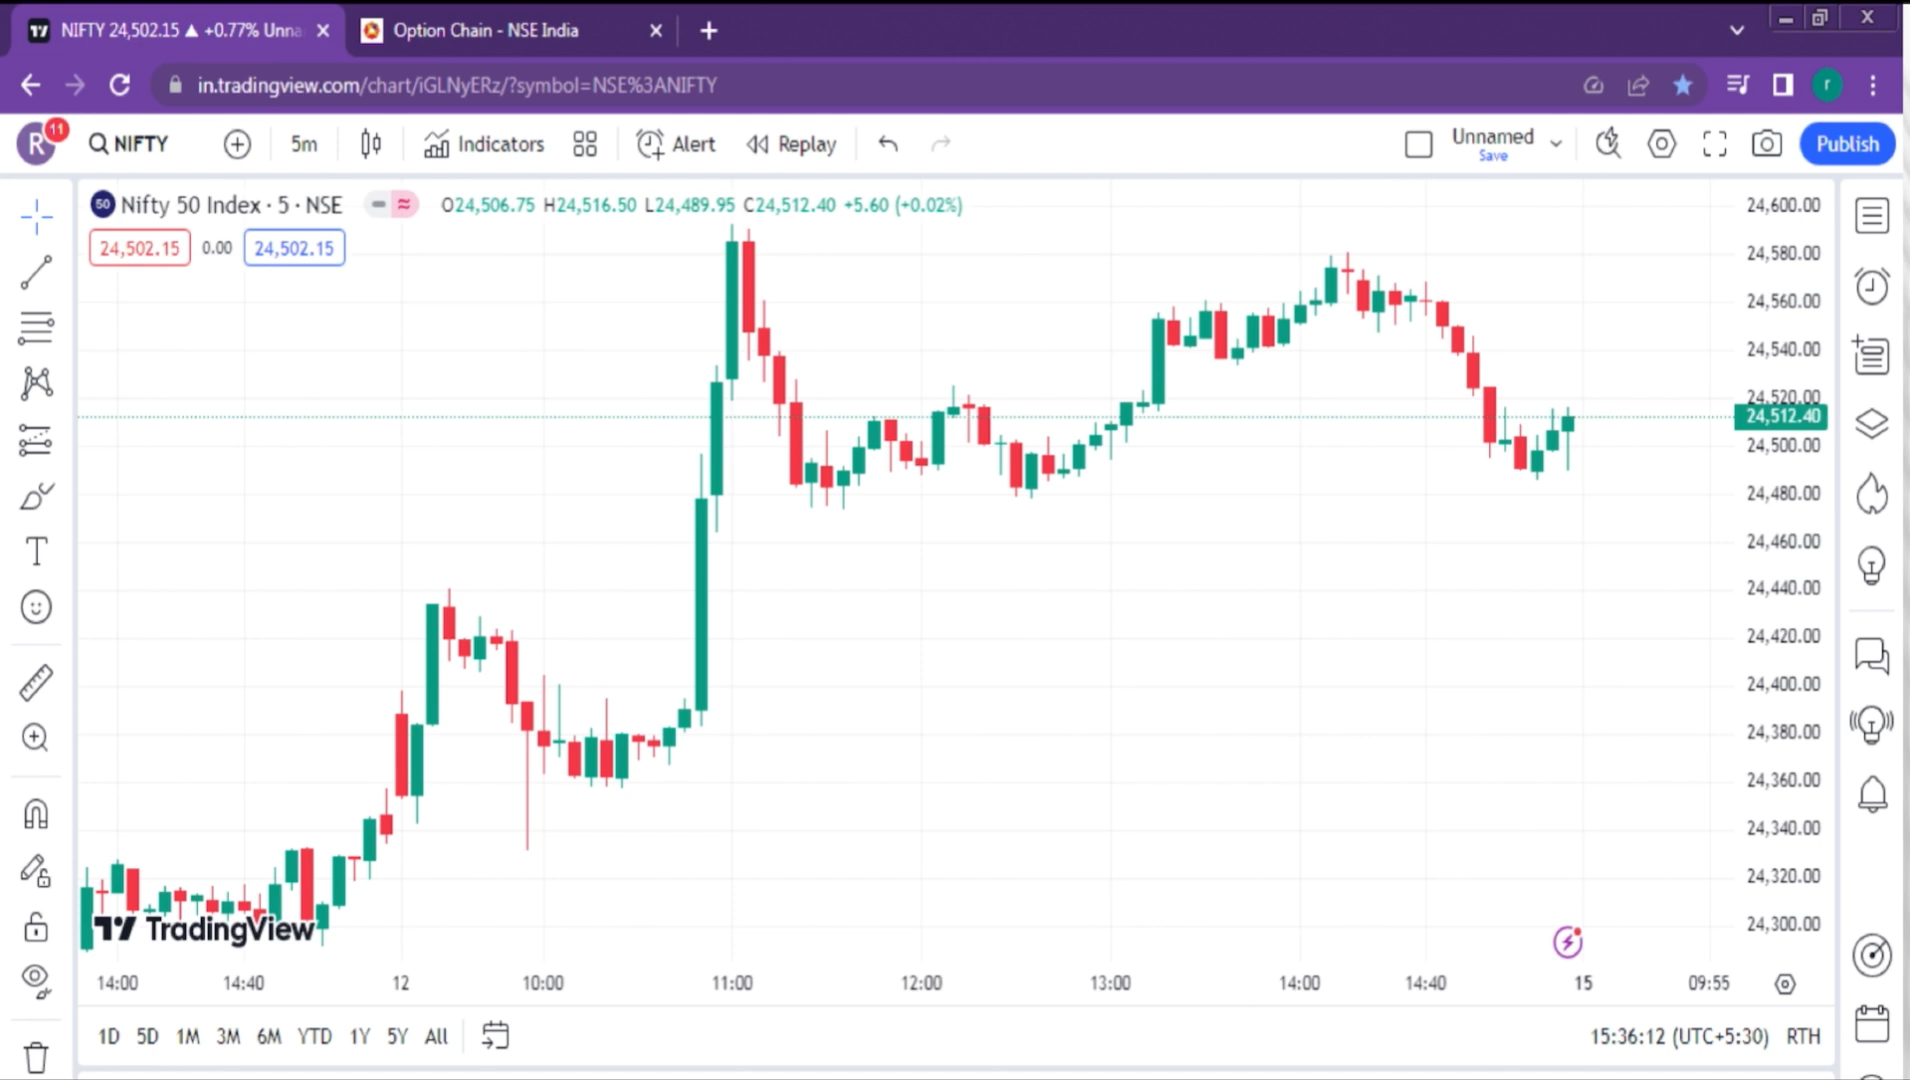 NIFTY 24,502.15 ▲ +0.77% Unna
Option Chain - NSE India
in.tradingview.com/chart/iGLNyERz/?symbol=NSE%3ANIFTY
r
R
11
NIFTY
5m
Indicators
Alert
Replay
Unnamed
Save
Publish
50
Nifty 50 Index · 5 · NSE
O24,506.75 H24,516.50 L24,489.95 C24,512.40 +5.60 (+0.02%)
24,502.15
0.00
24,502.15
24,600.00
24,580.00
24,560.00
24,540.00
24,520.00
24,512.40
24,500.00
24,480.00
24,460.00
24,440.00
24,420.00
24,400.00
24,380.00
24,360.00
24,340.00
24,320.00
24,300.00
TradingView
14:00 14:40 12 10:00 11:00 12:00 13:00 14:00 14:40 15 09:55
1D 5D 1M 3M 6M YTD 1Y 5Y All
15:36:12 (UTC+5:30) RTH